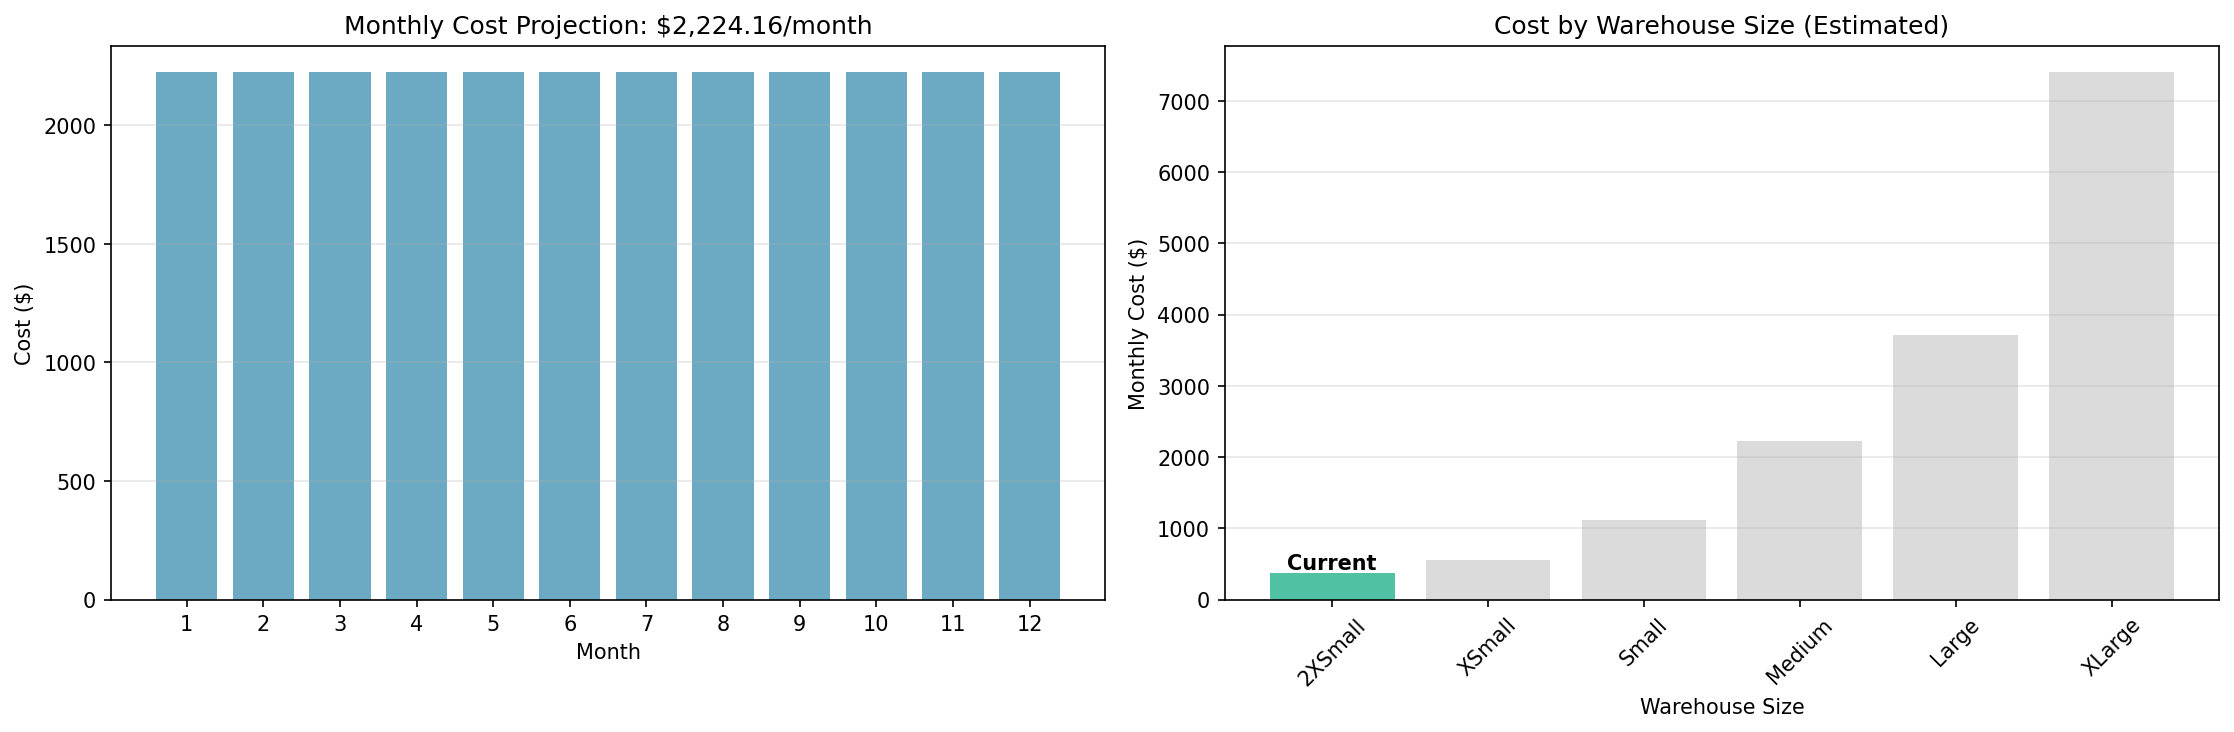 Monthly Cost Projection: $2,224.16/month
Cost ($)
2000
1500
1000
500
0
1 2 3 4 5 6 7 8 9 10 11 12
Month
Cost by Warehouse Size (Estimated)
Monthly Cost ($)
7000
6000
5000
4000
3000
2000
1000
0
Current
2XSmall XSmall Small Medium Large XLarge
Warehouse Size